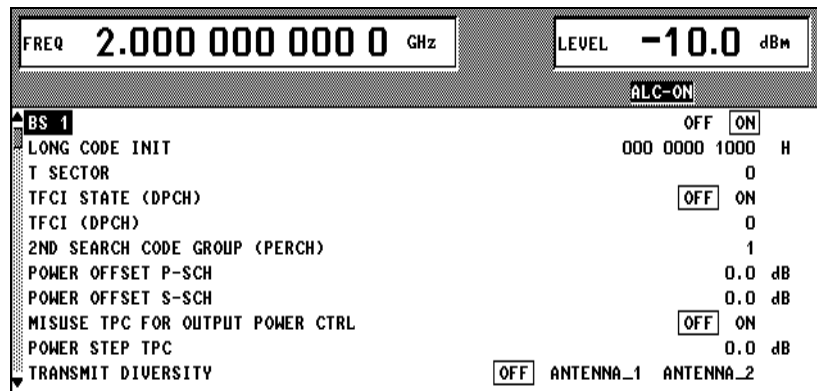 FREQ 2.000 000 000 0 GHz LEVEL -10.0 dBm
ALC-ON
BS 1 OFF ON
LONG CODE INIT 000 0000 1000 H
T SECTOR 0
TFCI STATE (DPCH) OFF ON
TFCI (DPCH) 0
2ND SEARCH CODE GROUP (PERCH) 1
POWER OFFSET P-SCH 0.0 dB
POWER OFFSET S-SCH 0.0 dB
MISUSE TPC FOR OUTPUT POWER CTRL OFF ON
POWER STEP TPC 0.0 dB
TRANSMIT DIVERSITY OFF ANTENNA_1 ANTENNA_2